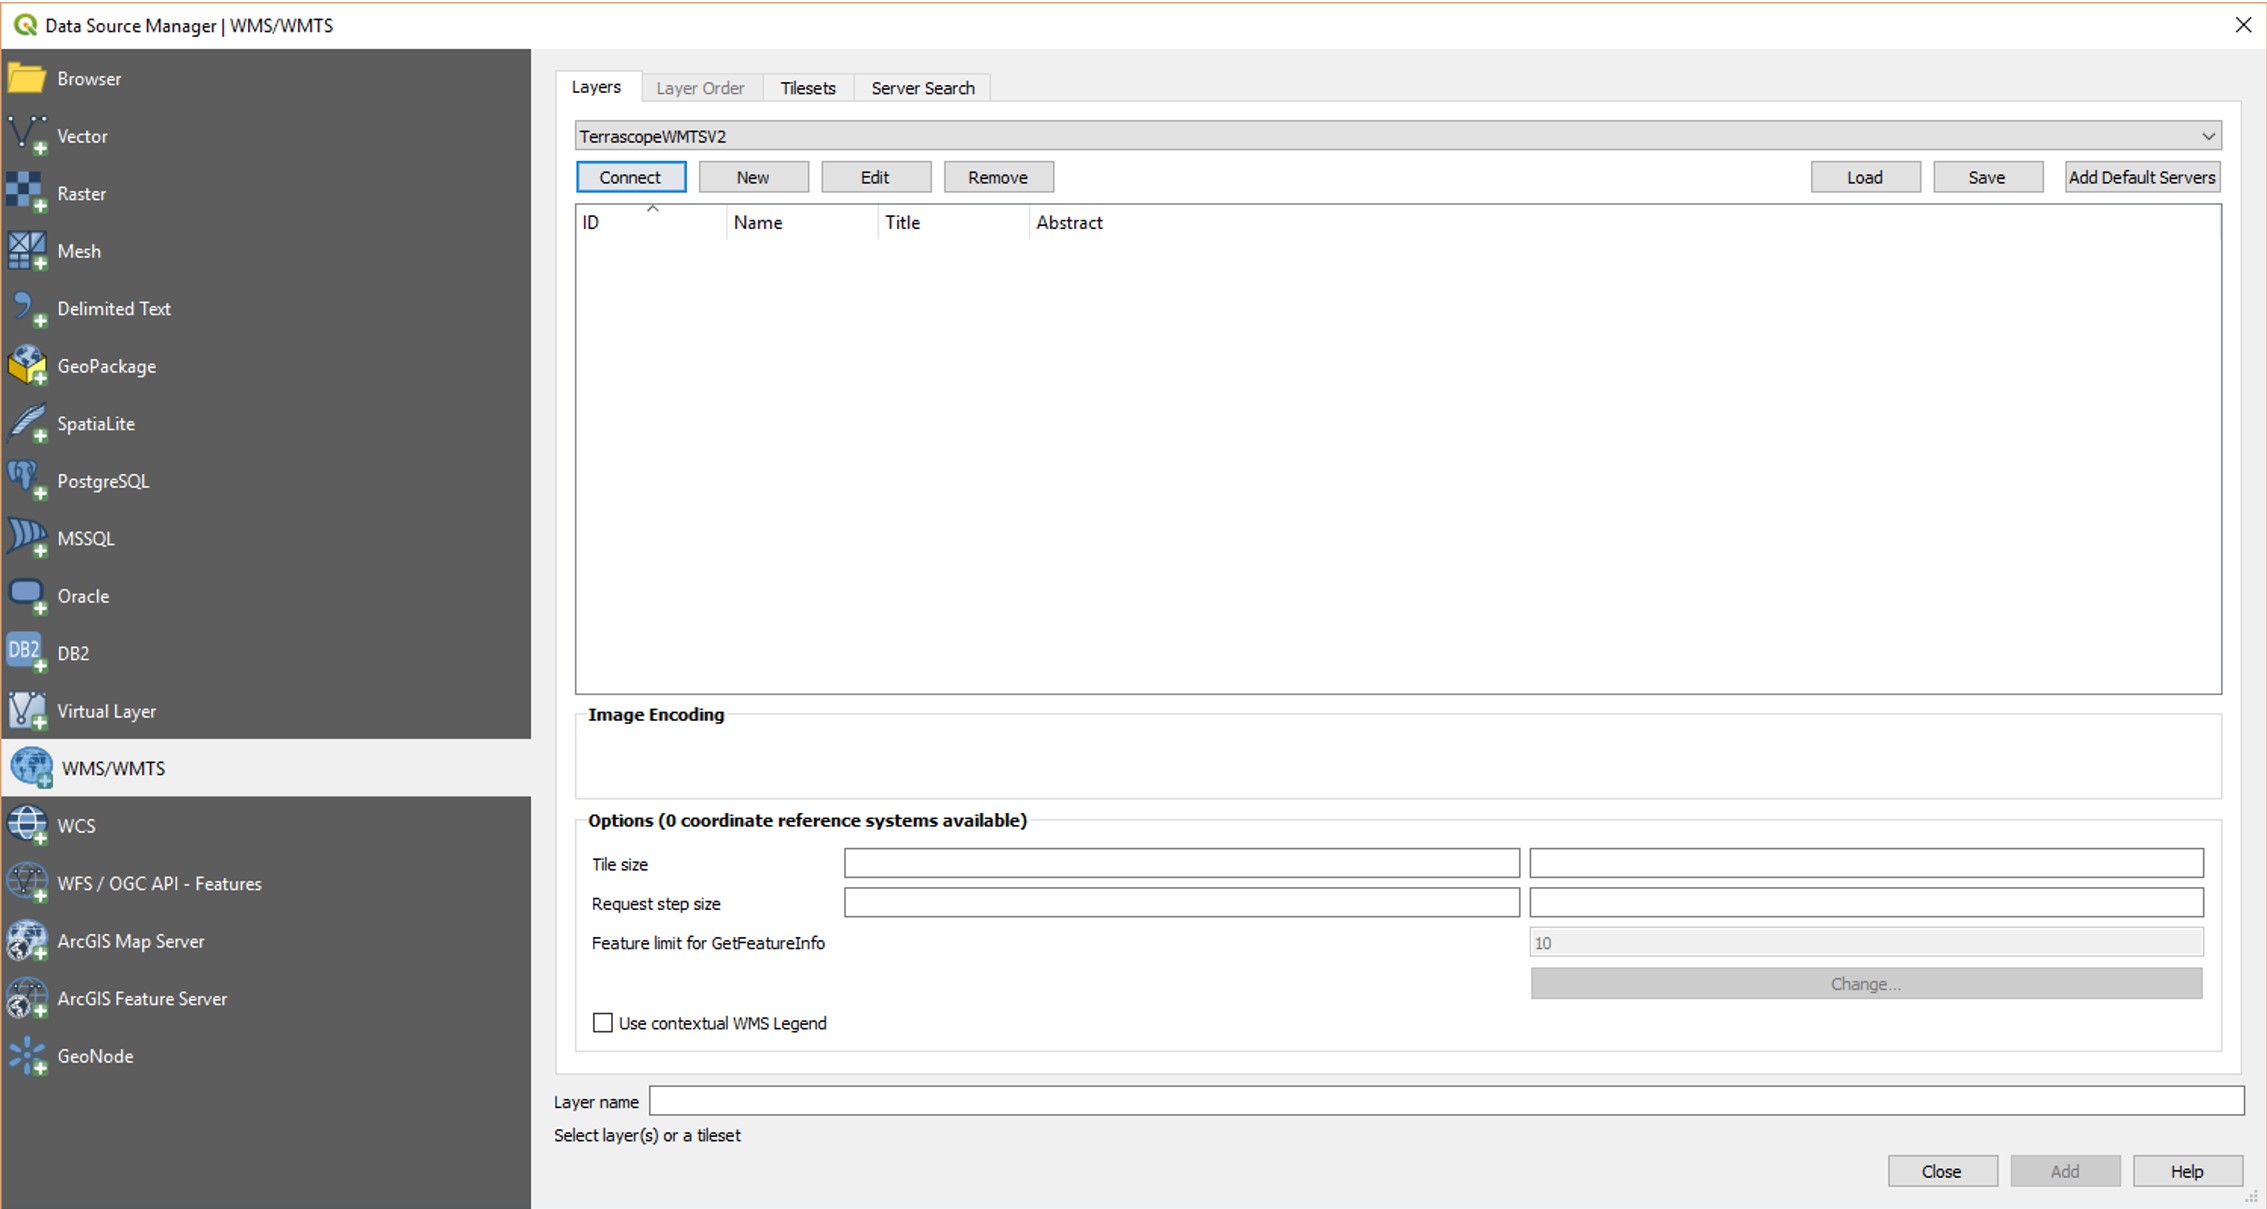 Data Source Manager | WMS/WMTS
Browser
Vector
Raster
Mesh
Delimited Text
GeoPackage
SpatiaLite
PostgreSQL
MSSQL
Oracle
DB2 DB2
Virtual Layer
WMS/WMTS
WCS
WFS / OGC API - Features
ArcGIS Map Server
ArcGIS Feature Server
GeoNode
Layers Layer Order Tilesets Server Search
TerrascopeWMTSV2
Connect New Edit Remove Load Save Add Default Servers
ID Name Title Abstract
Image Encoding
Options (0 coordinate reference systems available)
Tile size
Request step size
Feature limit for GetFeatureInfo 10
Change...
Use contextual WMS Legend
Layer name
Select layer(s) or a tileset
Close Add Help